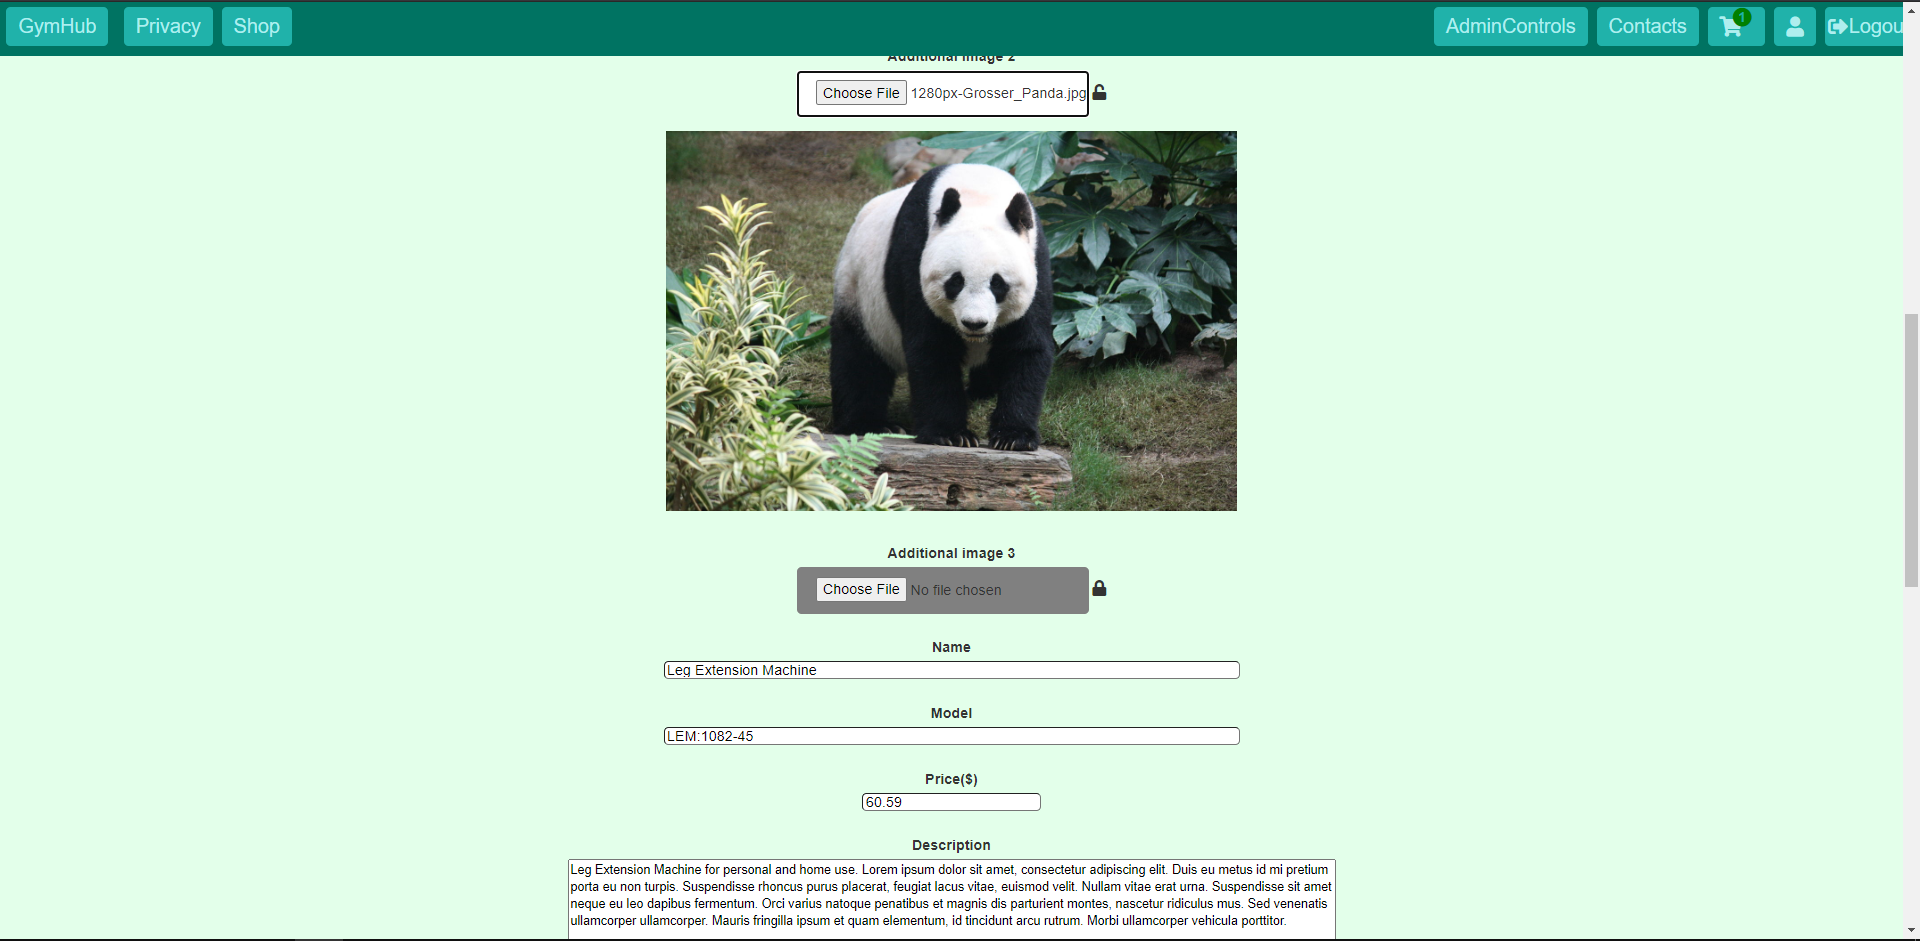 GymHub Privacy Shop AdminControls Contacts 1 Logou
Additional image 2
Choose File 1280px-Grosser_Panda.jpg
Additional image 3
Choose File No file chosen
Name
Leg Extension Machine
Model
LEM:1082-45
Price($)
60.59
Description
Leg Extension Machine for personal and home use. Lorem ipsum dolor sit amet, consectetur adipiscing elit. Duis eu metus id mi pretium
porta eu non turpis. Suspendisse rhoncus purus placerat, feugiat lacus vitae, euismod velit. Nullam vitae erat urna. Suspendisse sit amet
neque eu leo dapibus fermentum. Orci varius natoque penatibus et magnis dis parturient montes, nascetur ridiculus mus. Sed venenatis
ullamcorper ullamcorper. Mauris fringilla ipsum et quam elementum, id tincidunt arcu rutrum. Morbi ullamcorper vehicula porttitor.